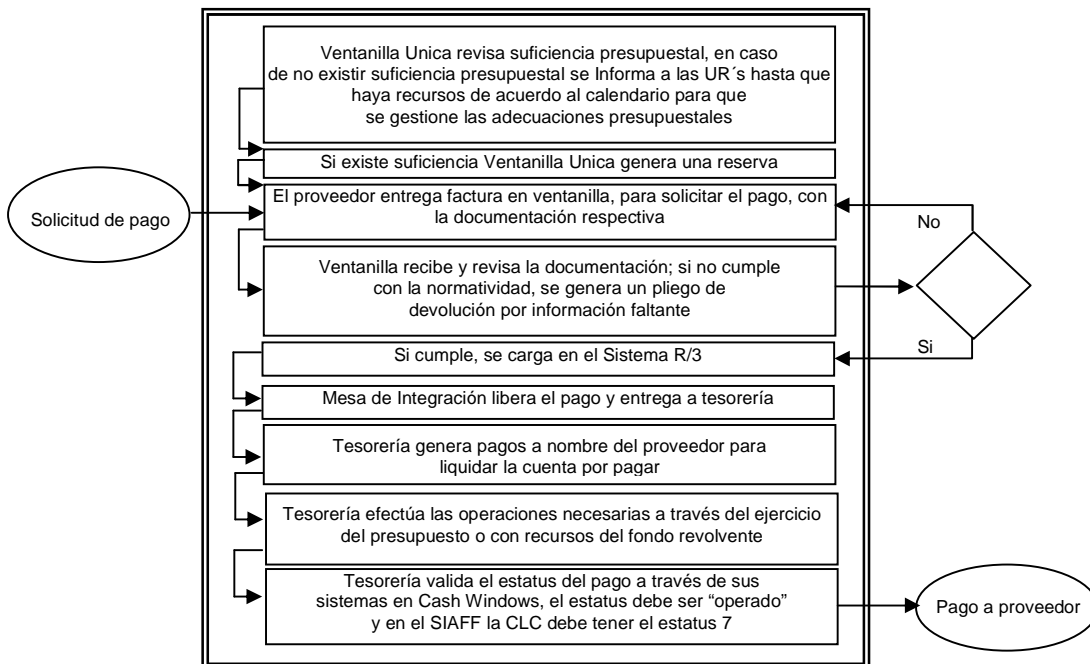 Ventanilla Unica revisa suficiencia presupuestal, en caso
de no existir suficiencia presupuestal se Informa a las UR´s hasta que
haya recursos de acuerdo al calendario para que
se gestione las adecuaciones presupuestales
Si existe suficiencia Ventanilla Unica genera una reserva
Solicitud de pago
El proveedor entrega factura en ventanilla, para solicitar el pago, con
la documentación respectiva
No
Ventanilla recibe y revisa la documentación; si no cumple
con la normatividad, se genera un pliego de
devolución por información faltante
Si
Si cumple, se carga en el Sistema R/3
Mesa de Integración libera el pago y entrega a tesorería
Tesorería genera pagos a nombre del proveedor para
liquidar la cuenta por pagar
Tesorería efectúa las operaciones necesarias a través del ejercicio
del presupuesto o con recursos del fondo revolvente
Tesorería valida el estatus del pago a través de sus
sistemas en Cash Windows, el estatus debe ser “operado”
y en el SIAFF la CLC debe tener el estatus 7
Pago a proveedor